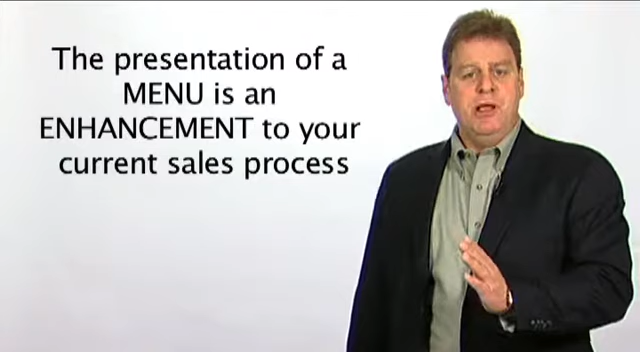 The presentation of a
MENU is an
ENHANCEMENT to your
current sales process